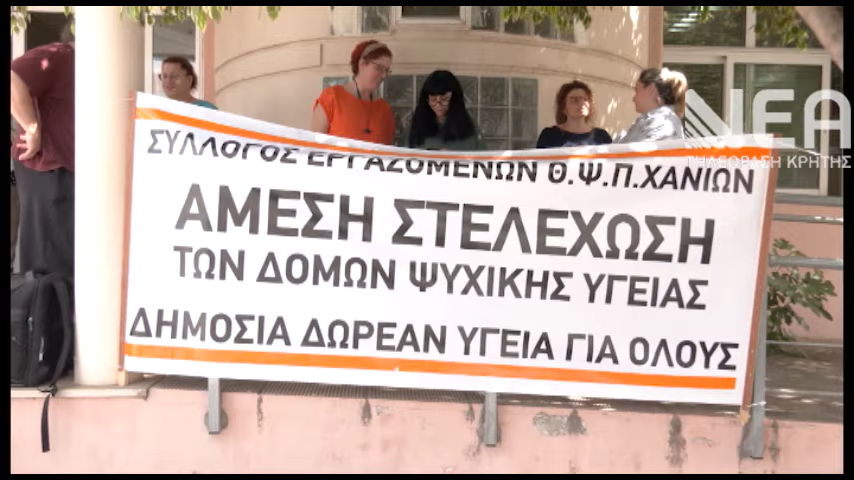 ΣΥΛΛΟΓΟΣ ΕΡΓΑΖΟΜΕΝΩΝ Θ.Ψ.Π.ΧΑΝΙΩΝ
ΑΜΕΣΗ ΣΤΕΛΕΧΩΣΗ
ΤΩΝ ΔΟΜΩΝ ΨΥΧΙΚΗΣ ΥΓΕΙΑΣ
ΔΗΜΟΣΙΑ ΔΩΡΕΑΝ ΥΓΕΙΑ ΓΙΑ ΟΛΟΥΣ
ΝΕΑ
ΤΗΛΕΟΡΑΣΗ ΚΡΗΤΗΣ